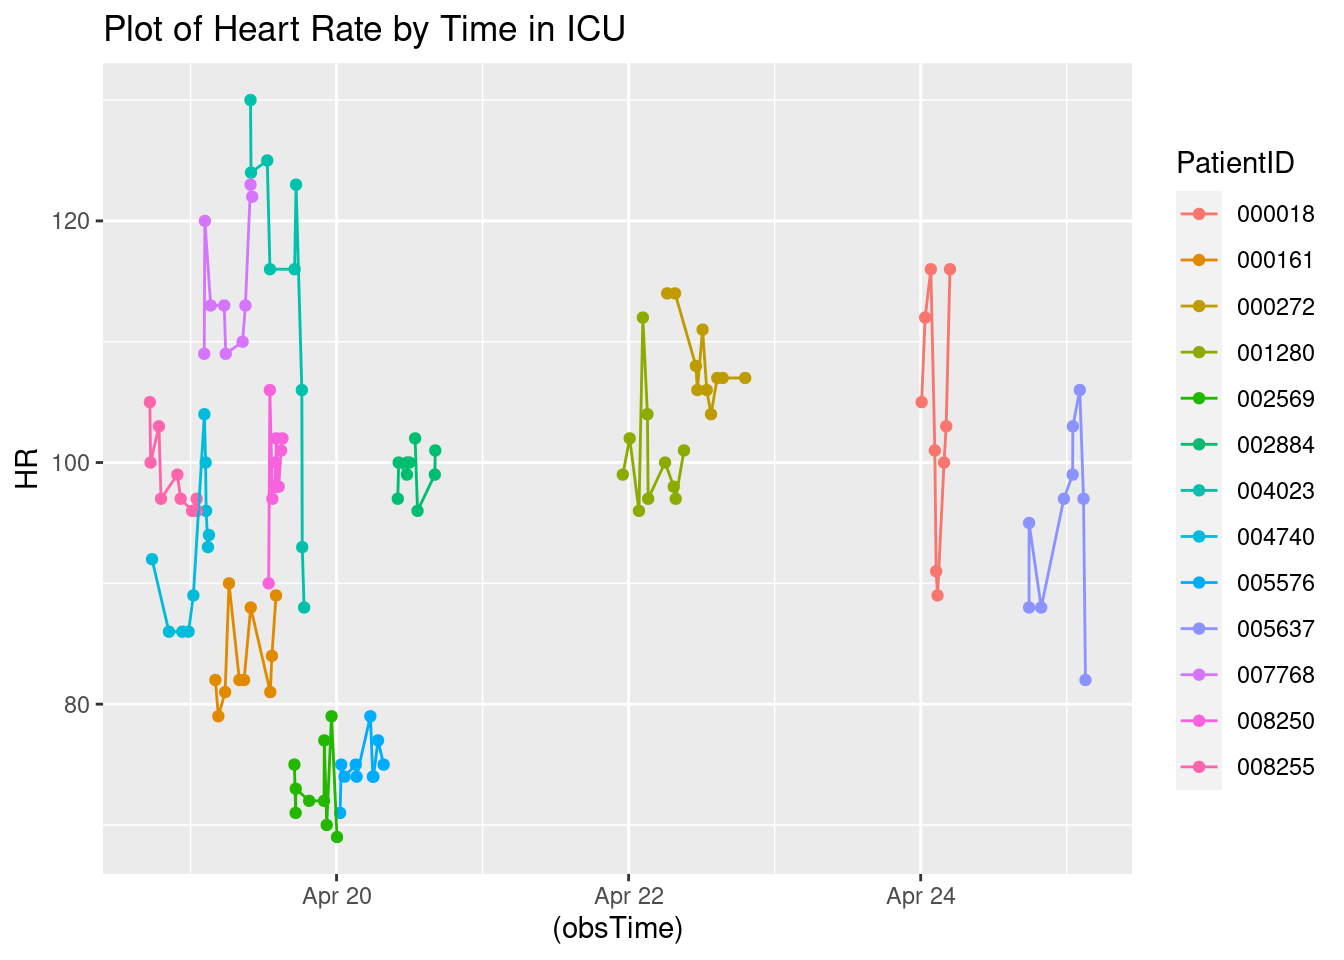 Plot of Heart Rate by Time in ICU
HR
120
100
80
Apr 20
Apr 22
Apr 24
(obsTime)
PatientID
000018
000161
000272
001280
002569
002884
004023
004740
005576
005637
007768
008250
008255